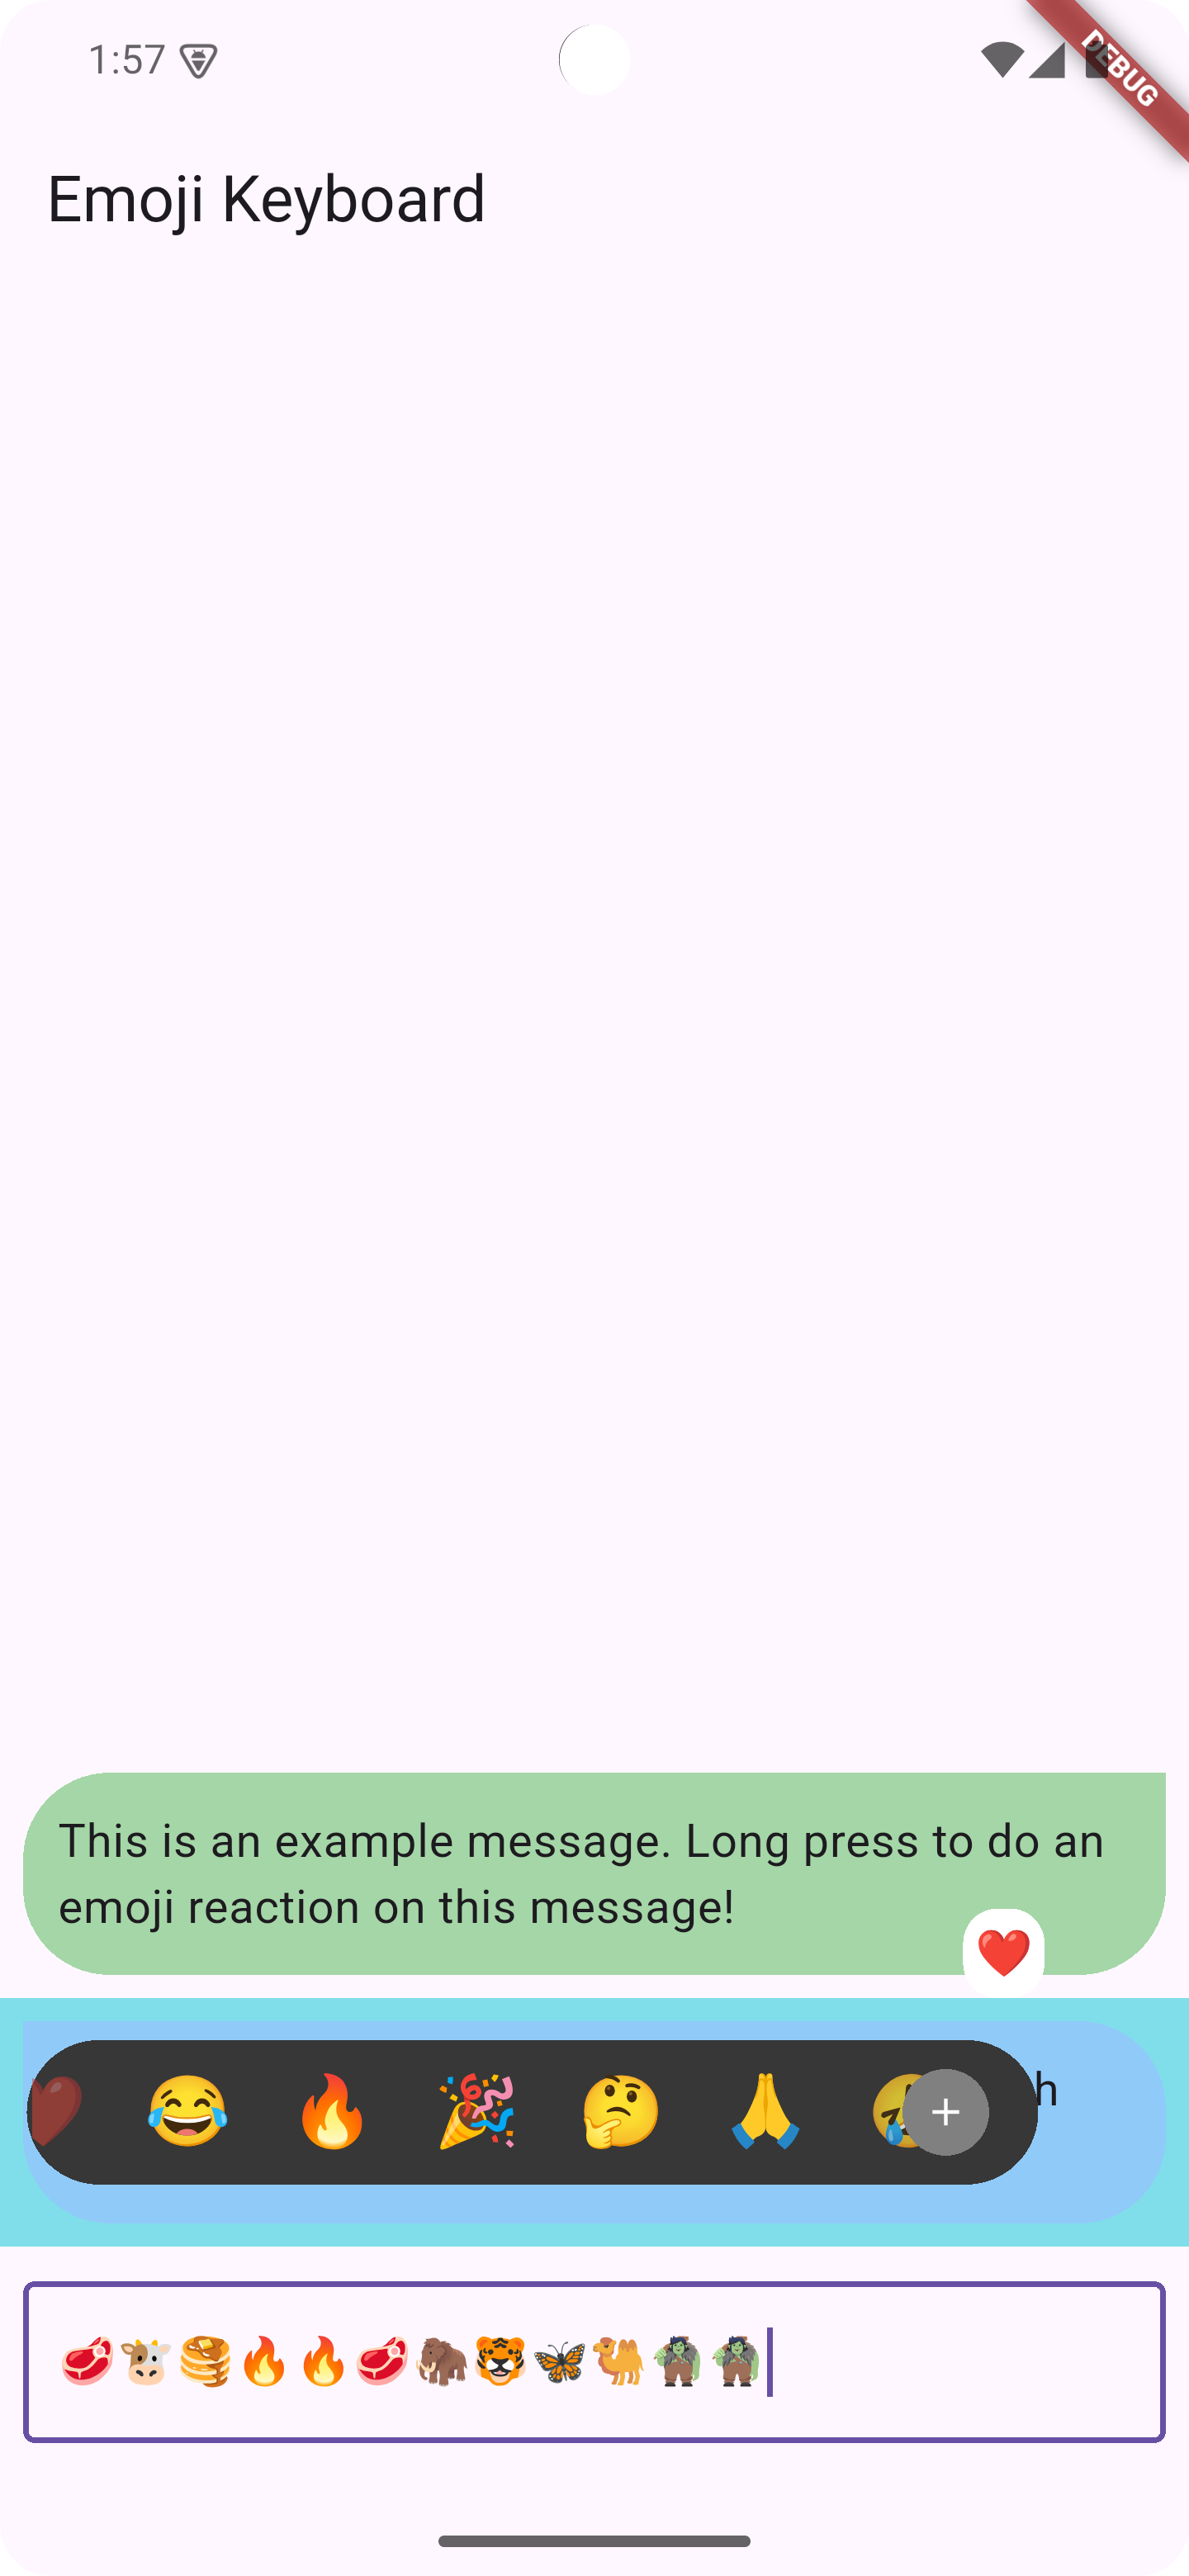 1:57
DEBUG
Emoji Keyboard
This is an example message. Long press to do an
emoji reaction on this message!
❤️
❤️ 😂 🔥 🎉 🤔 🙏 🤣 +
🥩🐮🥞🔥🔥🥩🦣🐯🦋🐫🧌🧌